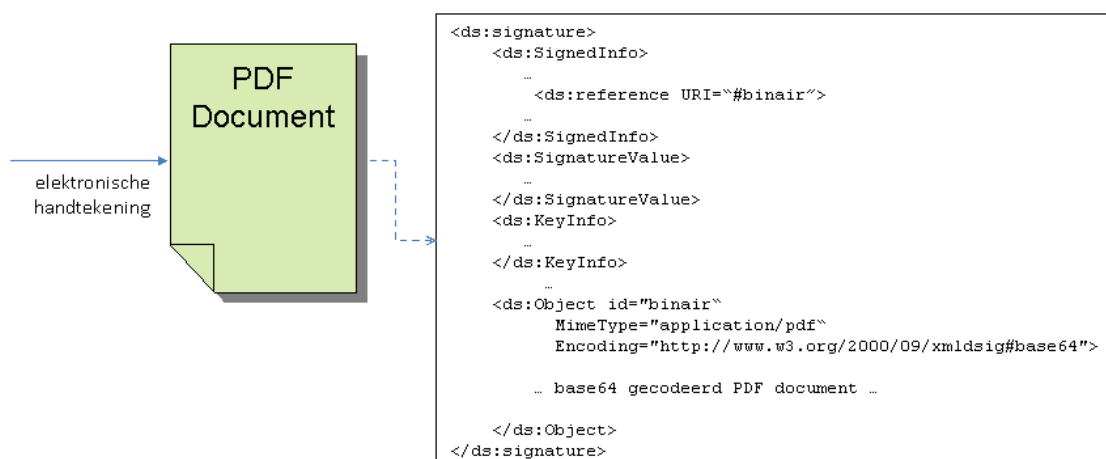 PDF
Document
elektronische
handtekening
<ds:signature>
<ds:SignedInfo>
…
<ds:reference URI=“#binair”>
…
</ds:SignedInfo>
<ds:SignatureValue>
…
</ds:SignatureValue>
<ds:KeyInfo>
…
</ds:KeyInfo>
…
<ds:Object id="binair“
MimeType="application/pdf“
Encoding="http://www.w3.org/2000/09/xmldsig#base64">
… base64 gecodeerd PDF document …
</ds:Object>
</ds:signature>